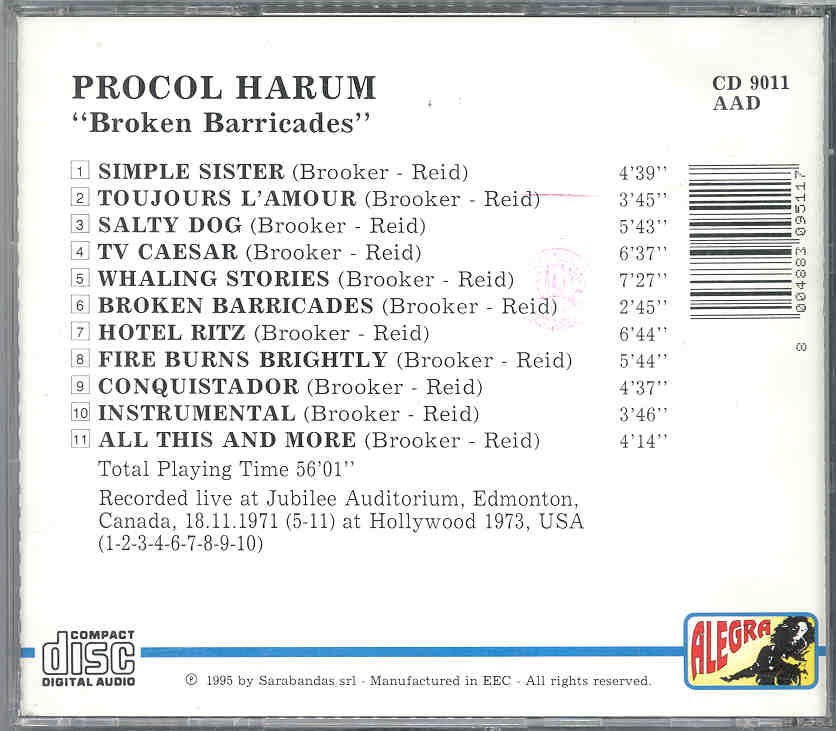 PROCOL HARUM
"Broken Barricades"
CD 9011
AAD
1 SIMPLE SISTER (Brooker - Reid) 4'39''
2 TOUJOURS L'AMOUR (Brooker - Reid) 3'45''
3 SALTY DOG (Brooker - Reid) 5'43''
4 TV CAESAR (Brooker - Reid) 6'37''
5 WHALING STORIES (Brooker - Reid) 7'27''
6 BROKEN BARRICADES (Brooker - Reid) 2'45''
7 HOTEL RITZ (Brooker - Reid) 6'44''
8 FIRE BURNS BRIGHTLY (Brooker - Reid) 5'44''
9 CONQUISTADOR (Brooker - Reid) 4'37''
10 INSTRUMENTAL (Brooker - Reid) 3'46''
11 ALL THIS AND MORE (Brooker - Reid) 4'14''
Total Playing Time 56'01''
Recorded live at Jubilee Auditorium, Edmonton,
Canada, 18.11.1971 (5-11) at Hollywood 1973, USA
(1-2-3-4-6-7-8-9-10)
8 004883 095117
COMPACT
disc
DIGITAL AUDIO
℗ 1995 by Sarabandas srl - Manufactured in EEC - All rights reserved.
ALEGRA